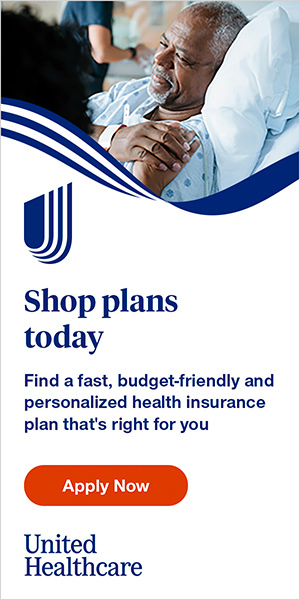 Shop plans
today
Find a fast, budget-friendly and
personalized health insurance
plan that's right for you
Apply Now
United
Healthcare